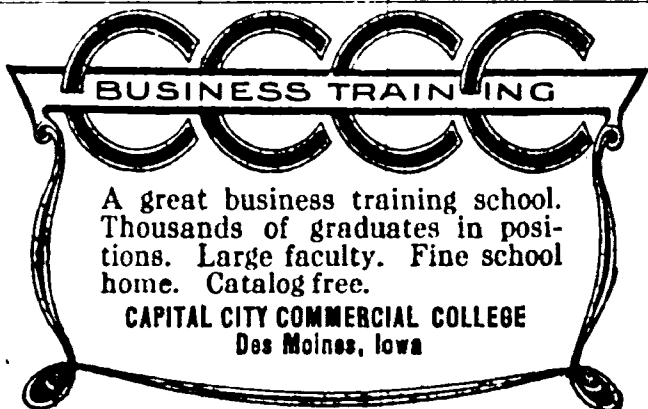 CCCC
BUSINESS TRAINING
A great business training school.
Thousands of graduates in posi-
tions. Large faculty. Fine school
home. Catalog free.
CAPITAL CITY COMMERCIAL COLLEGE
Des Moines, Iowa